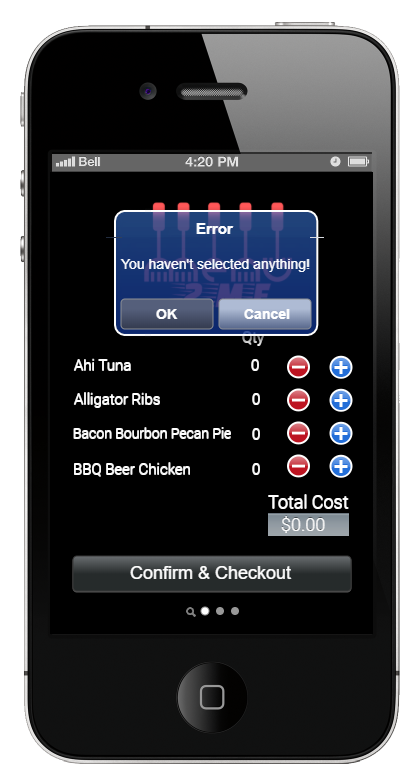 Bell 4:20 PM
Error
You haven't selected anything!
2 M E
OK Cancel
Qty
Ahi Tuna 0
Alligator Ribs 0
Bacon Bourbon Pecan Pie 0
BBQ Beer Chicken 0
Total Cost
$0.00
Confirm & Checkout